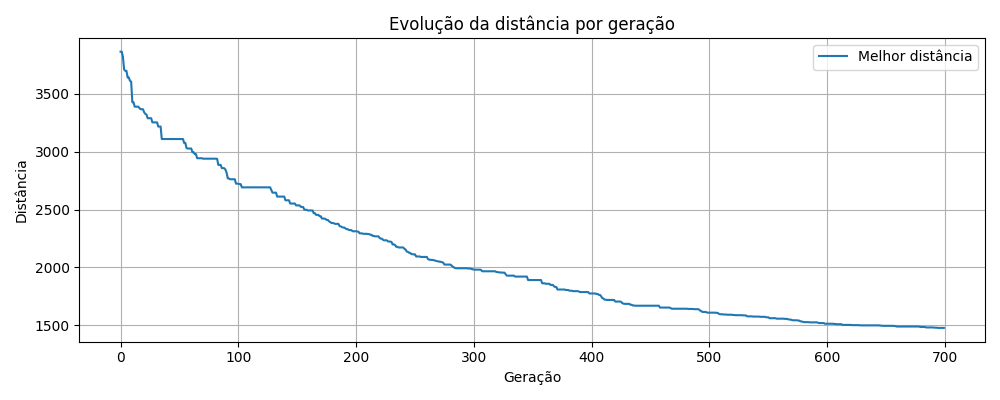 Evolução da distância por geração
Melhor distância
Distância
3500
3000
2500
2000
1500
0 100 200 300 400 500 600 700
Geração